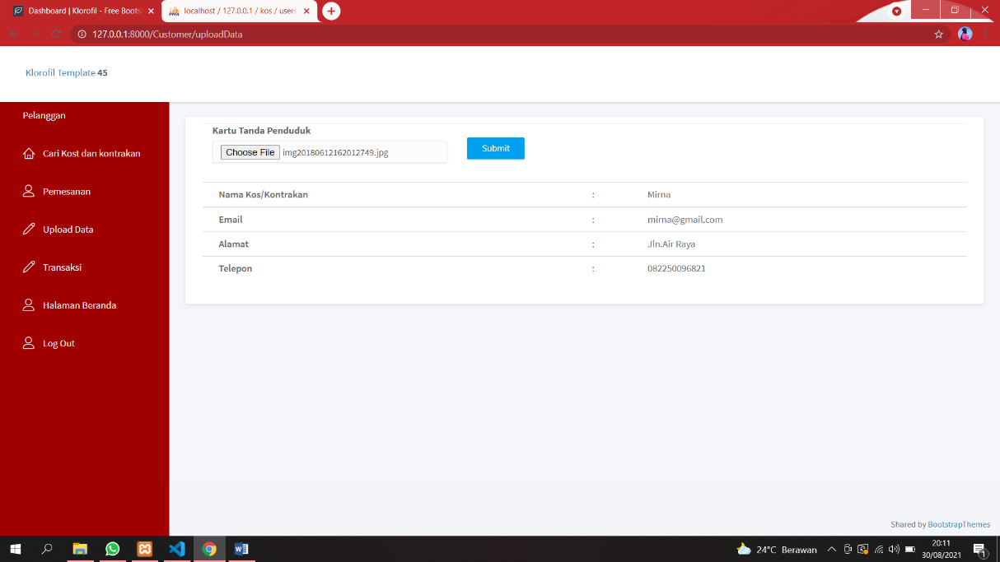 Dashboard | Klorofil - Free Boots
localhost / 127.0.0.1 / kos / users
127.0.0.1:8000/Customer/uploadData
Klorofil Template 45
Pelanggan
Cari Kost dan kontrakan
Pemesanan
Upload Data
Transaksi
Halaman Beranda
Log Out
Kartu Tanda Penduduk
Choose File img20180612162012749.jpg
Submit
Nama Kos/Kontrakan : Mirna
Email : mirna@gmail.com
Alamat : Jln.Air Raya
Telepon : 082250096821
Shared by BootstrapThemes
24°C Berawan
20:11
30/08/2021
1